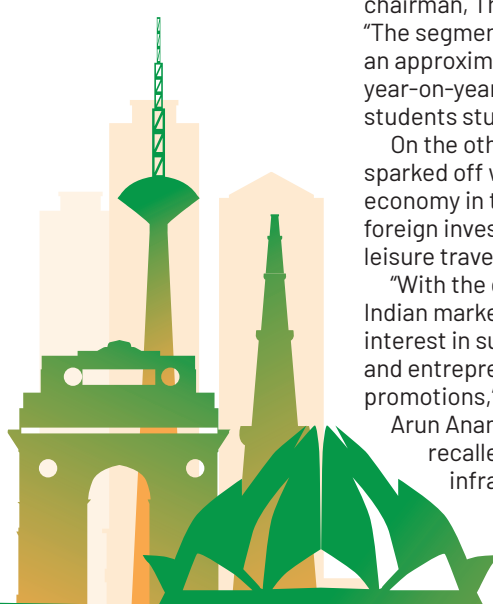 chairman, Th
"The segmen
an approxim
year-on-year
students stu
On the oth
sparked off w
economy in t
foreign inves
leisure trave
"With the
Indian marke
interest in su
and entrepre
promotions,"
Arun Anan
recalle
infra